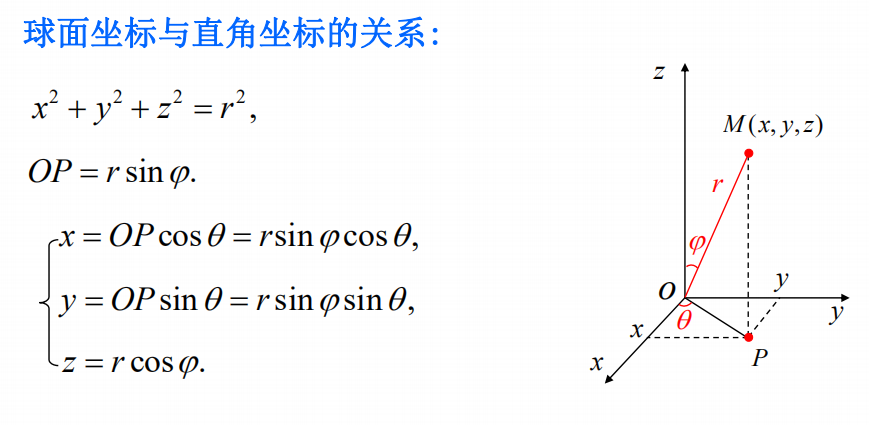 球面坐标与直角坐标的关系:
x² + y² + z² = r²,
OP = r sin φ.
x = OP cos θ = r sin φ cos θ,
y = OP sin θ = r sin φ sin θ,
z = r cos φ.
z
M(x, y, z)
r
φ
O
y
θ
x
y
P
x